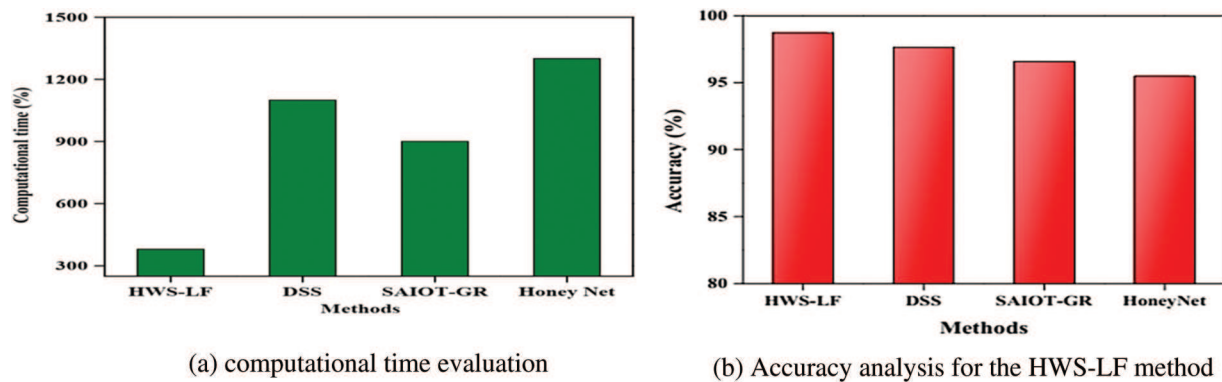 1500
1200
900
600
300
Computational time (%)
HWS-LF DSS SAIOT-GR Honey Net
Methods
(a) computational time evaluation
100
95
90
85
80
Accuracy (%)
HWS-LF DSS SAIOT-GR HoneyNet
Methods
(b) Accuracy analysis for the HWS-LF method